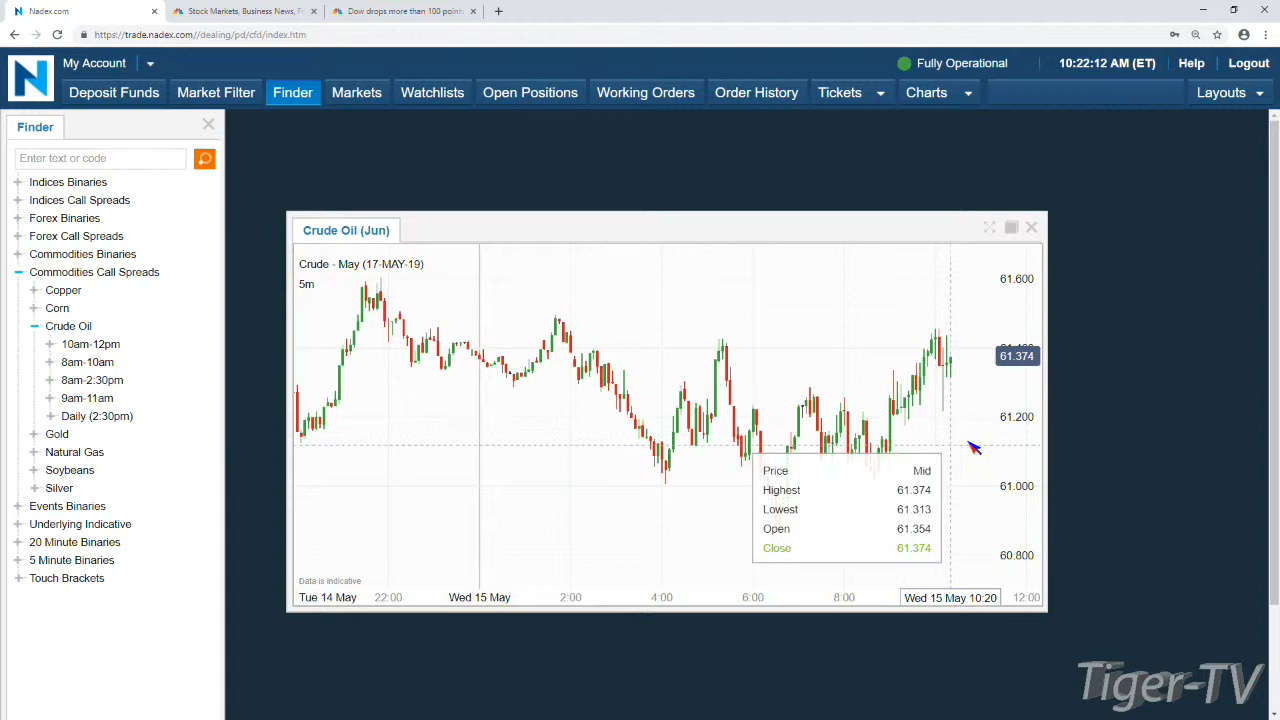 Nadex.com
Stock Markets, Business News, Fi
Dow drops more than 100 points
https://trade.nadex.com//dealing/pd/cfd/index.htm
My Account
Fully Operational
10:22:12 AM (ET)
Help
Logout
Deposit Funds
Market Filter
Finder
Markets
Watchlists
Open Positions
Working Orders
Order History
Tickets
Charts
Layouts
Finder
Enter text or code
Indices Binaries
Indices Call Spreads
Forex Binaries
Forex Call Spreads
Commodities Binaries
Commodities Call Spreads
Copper
Corn
Crude Oil
10am-12pm
8am-10am
8am-2:30pm
9am-11am
Daily (2:30pm)
Gold
Natural Gas
Soybeans
Silver
Events Binaries
Underlying Indicative
20 Minute Binaries
5 Minute Binaries
Touch Brackets
Crude Oil (Jun)
Crude - May (17-MAY-19)
5m
61.600
61.374
61.200
61.000
60.800
Price Mid
Highest 61.374
Lowest 61.313
Open 61.354
Close 61.374
Data is Indicative
Tue 14 May 22:00 Wed 15 May 2:00 4:00 6:00 8:00 Wed 15 May 10:20 12:00
Tiger-TV